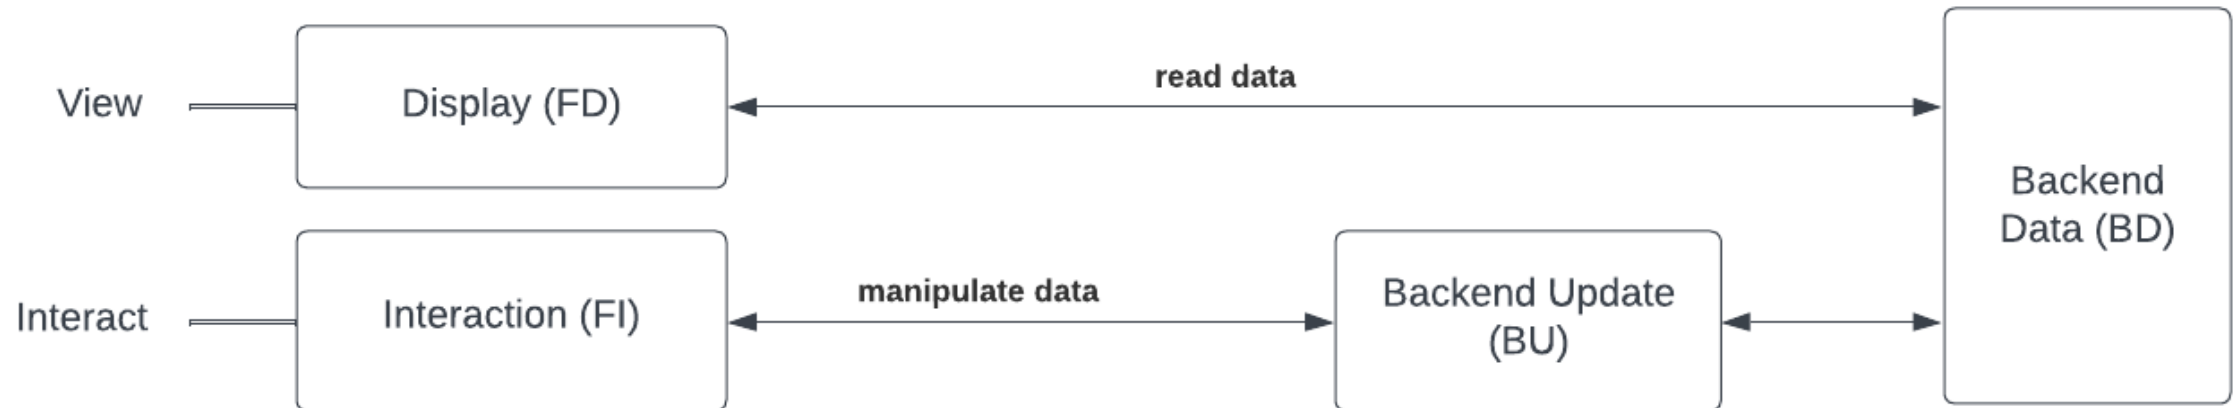 View
Display (FD)
read data
Backend
Data (BD)
Interact
Interaction (FI)
manipulate data
Backend Update
(BU)